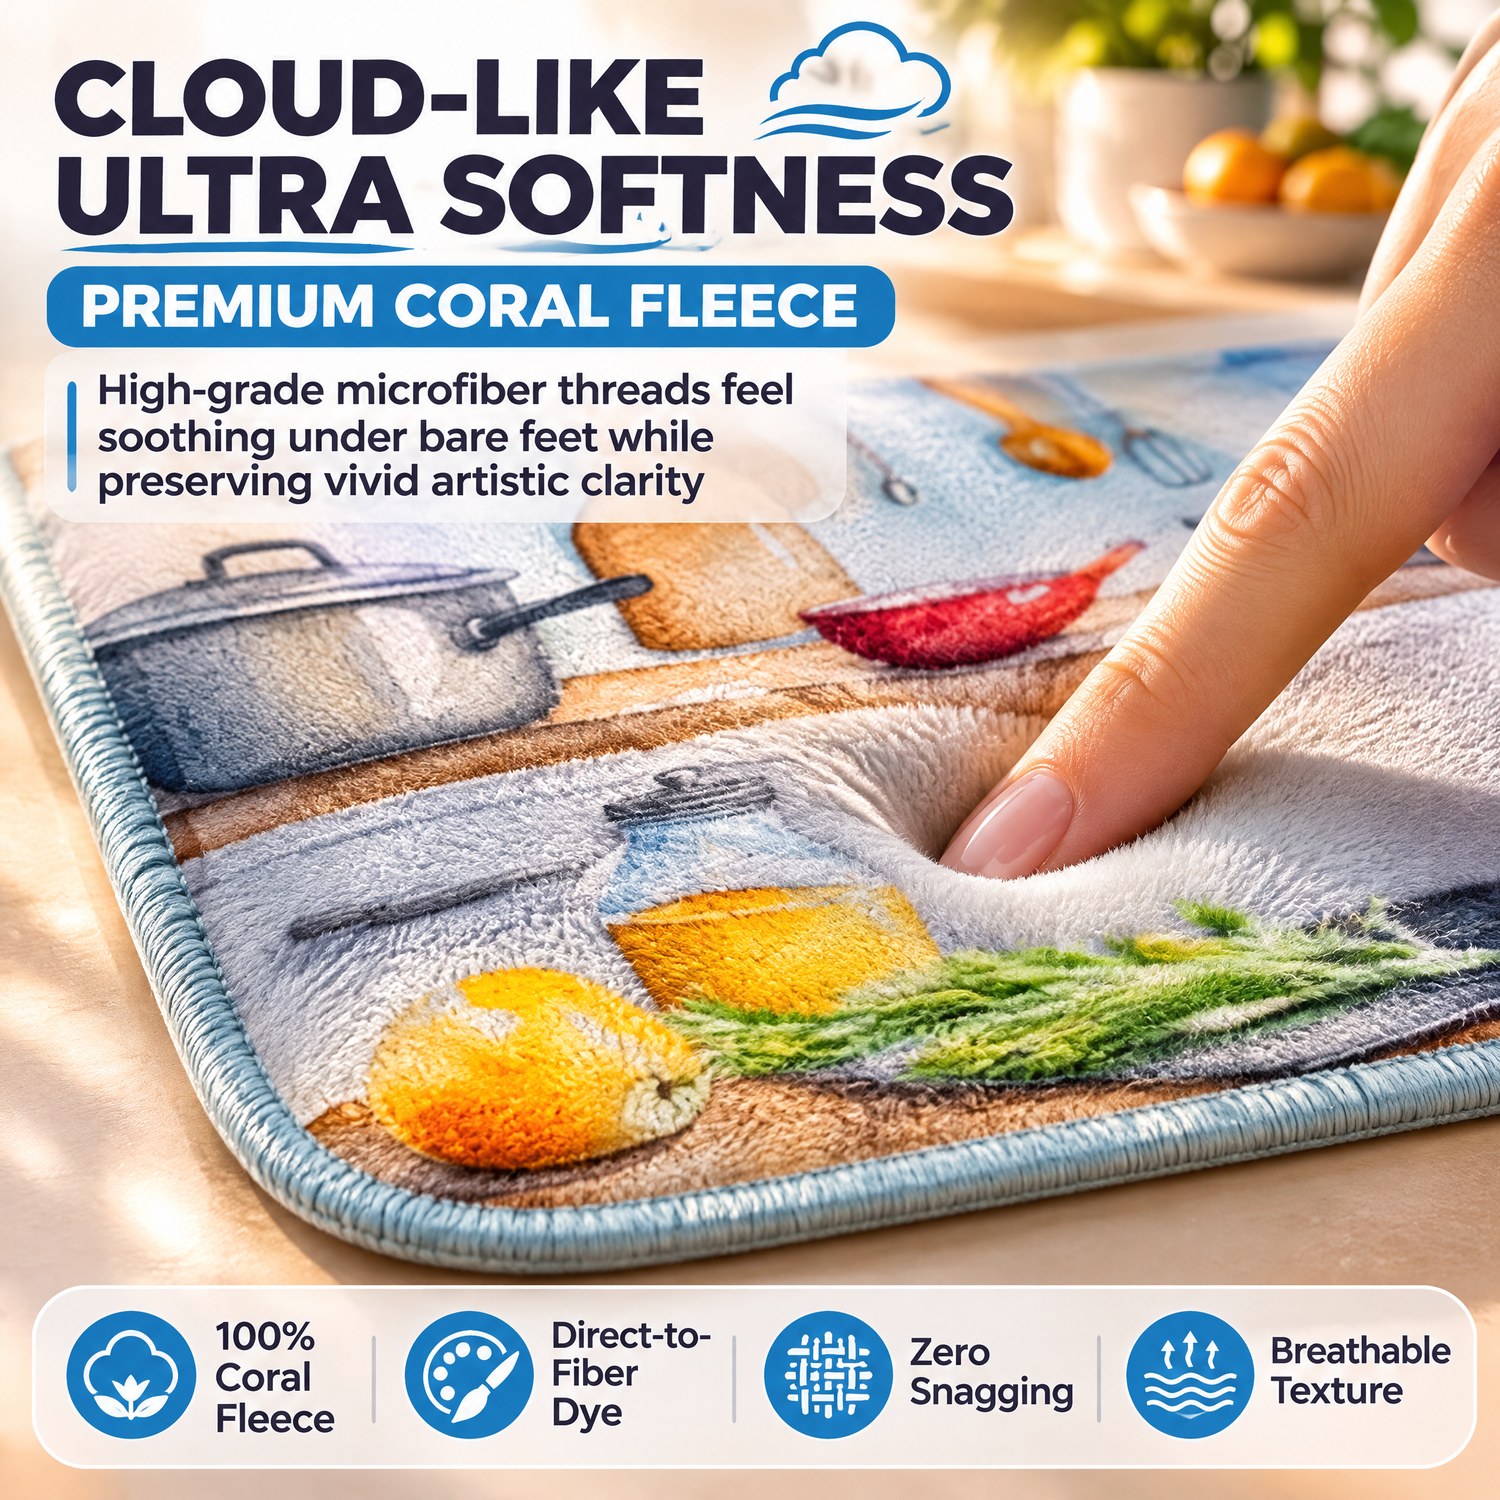 CLOUD-LIKE
ULTRA SOFTNESS
PREMIUM CORAL FLEECE
High-grade microfiber threads feel
soothing under bare feet while
preserving vivid artistic clarity
100%
Coral
Fleece
Direct-to-
Fiber
Dye
Zero
Snagging
Breathable
Texture